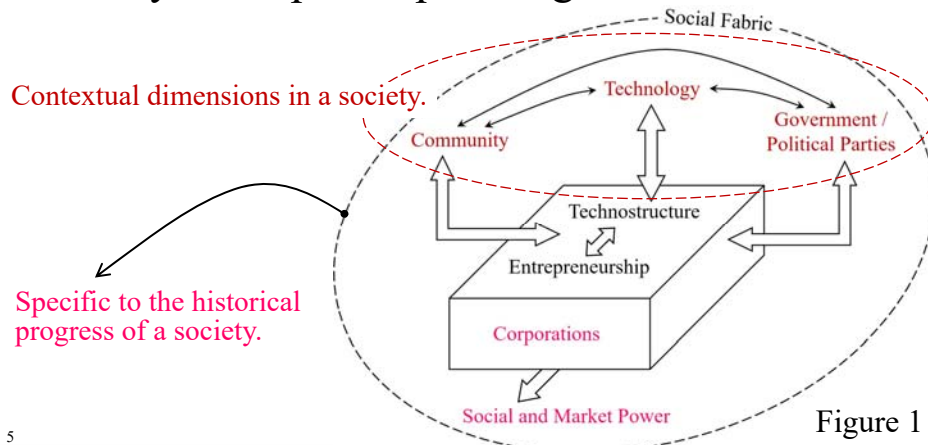 Social Fabric
Contextual dimensions in a society.
Technology
Community
Government /
Political Parties
Technostructure
Entrepreneurship
Specific to the historical
progress of a society.
Corporations
Social and Market Power
Figure 1
5